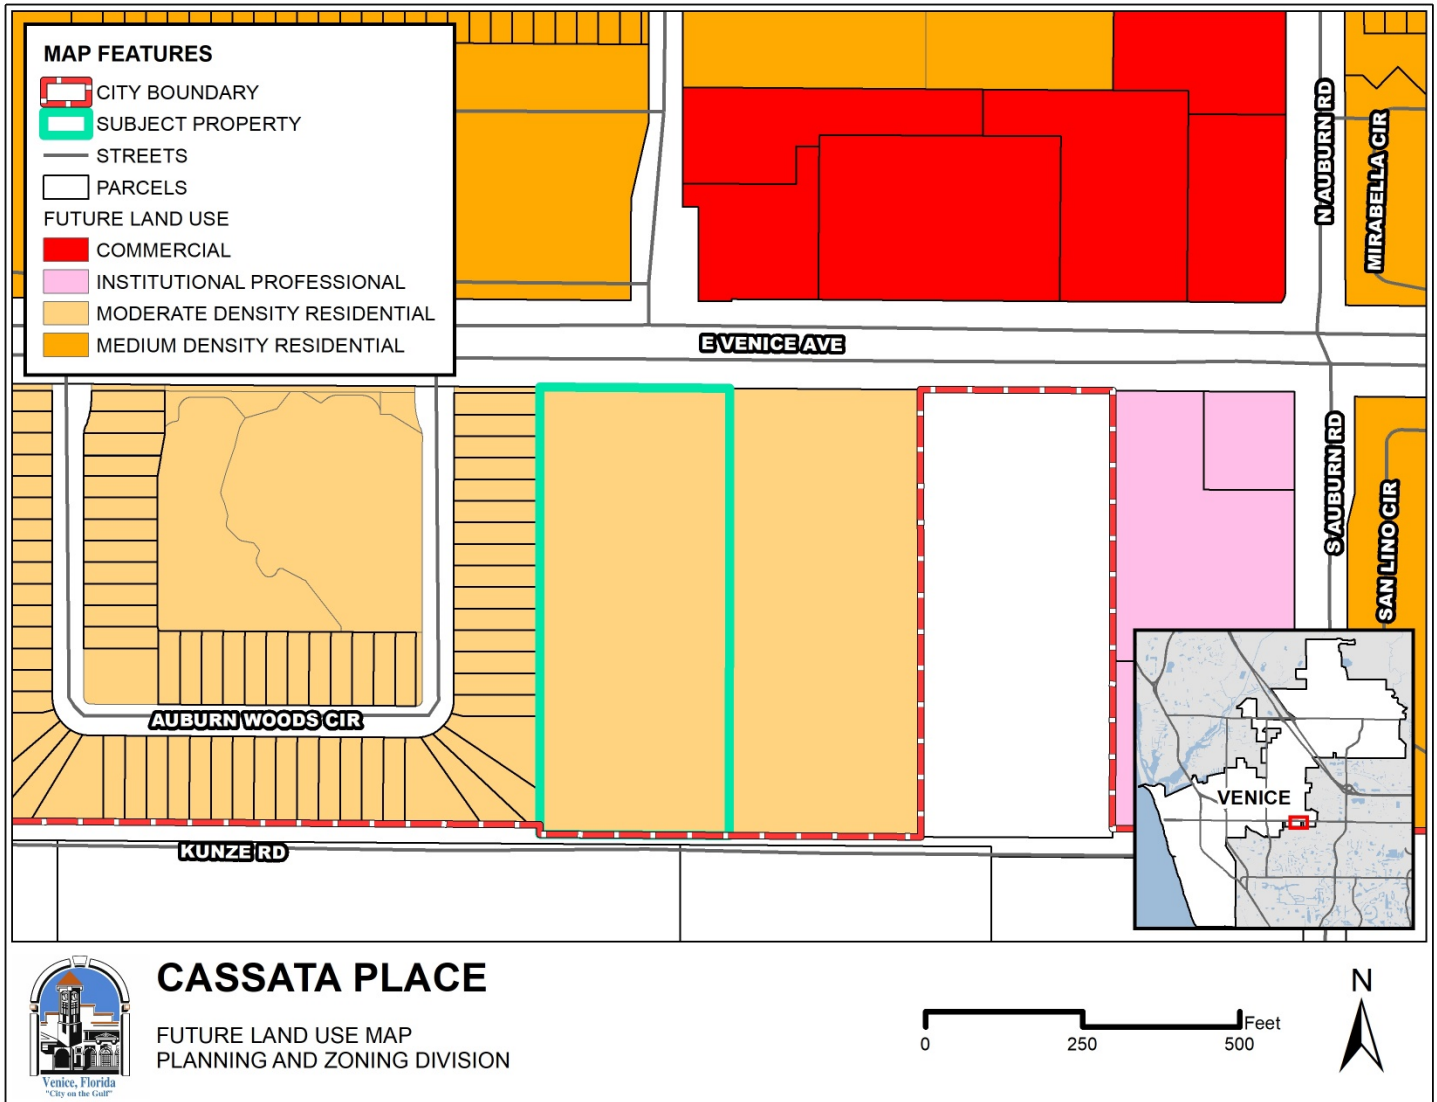 MAP FEATURES
CITY BOUNDARY
SUBJECT PROPERTY
STREETS
PARCELS
FUTURE LAND USE
COMMERCIAL
INSTITUTIONAL PROFESSIONAL
MODERATE DENSITY RESIDENTIAL
MEDIUM DENSITY RESIDENTIAL
N AUBURN RD
MIRABELLA CIR
E VENICE AVE
S AUBURN RD
SAN LINO CIR
AUBURN WOODS CIR
KUNZE RD
VENICE
CASSATA PLACE
FUTURE LAND USE MAP
PLANNING AND ZONING DIVISION
Venice, Florida
"City on the Gulf"
Feet
0 250 500
N